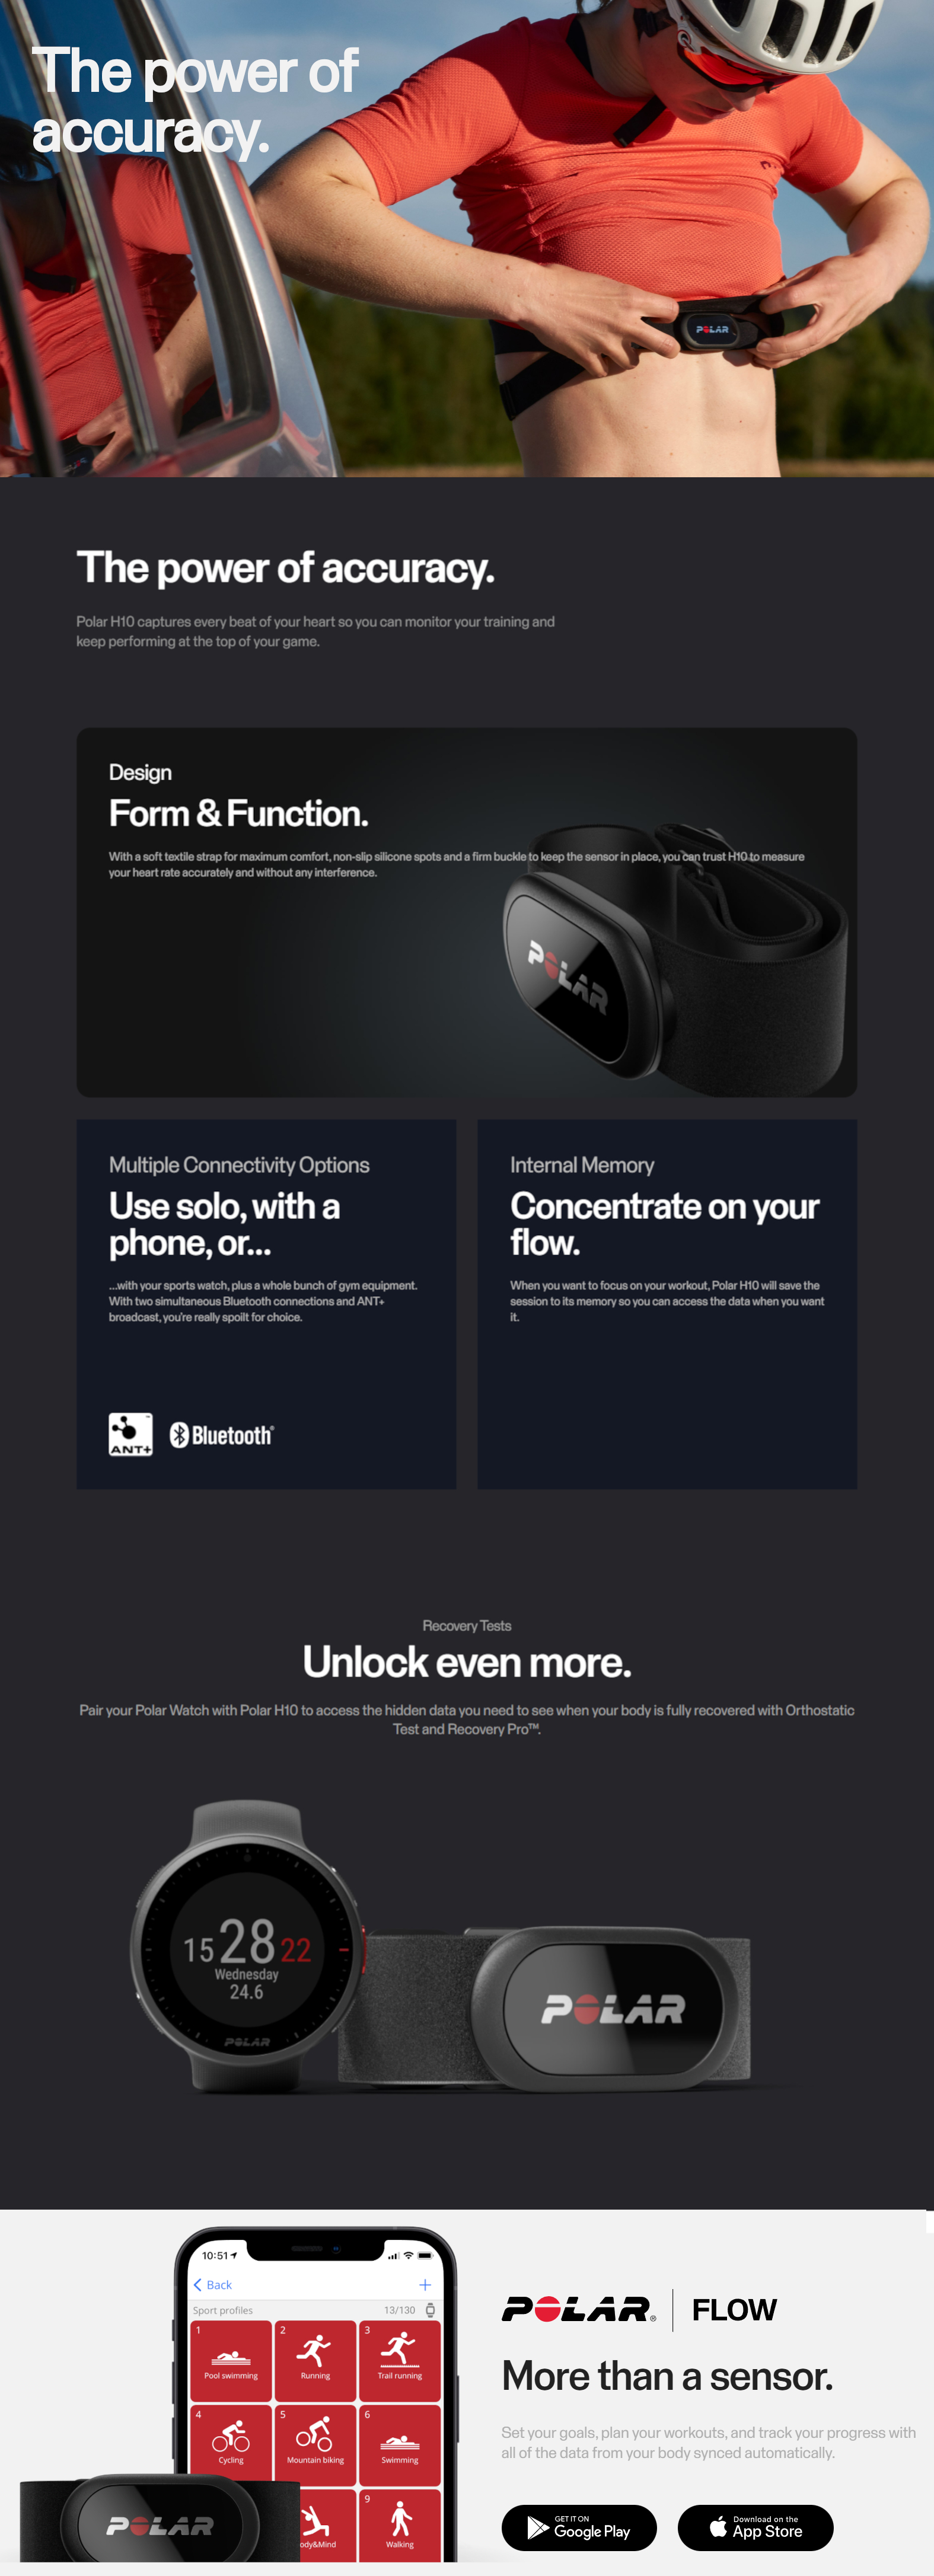 The power of
accuracy.
POLAR
The power of accuracy.
Polar H10 captures every beat of your heart so you can monitor your training and
keep performing at the top of your game.
Design
Form & Function.
With a soft textile strap for maximum comfort, non-slip silicone spots and a firm buckle to keep the sensor in place, you can trust H10 to measure
your heart rate accurately and without any interference.
POLAR
Multiple Connectivity Options
Use solo, with a
phone, or...
...with your sports watch, plus a whole bunch of gym equipment.
With two simultaneous Bluetooth connections and ANT+
broadcast, you're really spoilt for choice.
ANT+
Bluetooth®
Internal Memory
Concentrate on your
flow.
When you want to focus on your workout, Polar H10 will save the
session to its memory so you can access the data when you want
it.
Recovery Tests
Unlock even more.
Pair your Polar Watch with Polar H10 to access the hidden data you need to see when your body is fully recovered with Orthostatic
Test and Recovery Pro™.
15 28 22
Wednesday
24.6
POLAR
POLAR
10:51
Back
Sport profiles 13/130
1 2 3
Pool swimming Running Trail running
4 5 6
Cycling Mountain biking Swimming
9
ody&Mind Walking
POLAR
POLAR® FLOW
More than a sensor.
Set your goals, plan your workouts, and track your progress with
all of the data from your body synced automatically.
GET IT ON
Google Play
Download on the
App Store